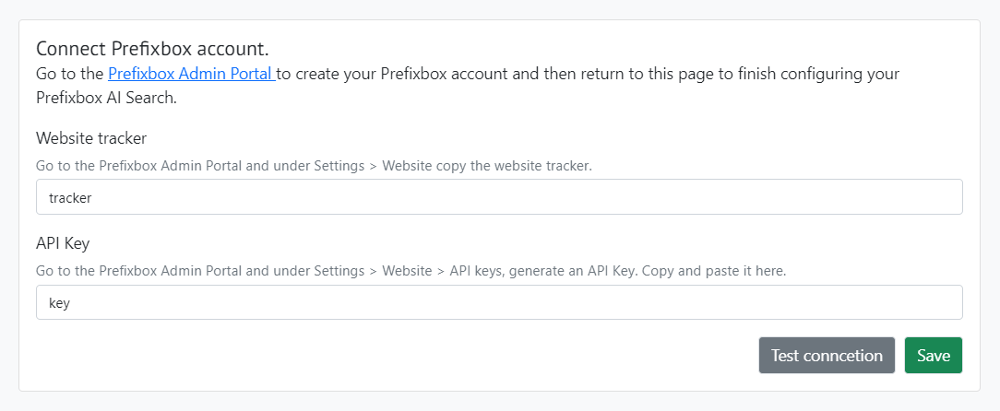 Connect Prefixbox account.
Go to the Prefixbox Admin Portal to create your Prefixbox account and then return to this page to finish configuring your
Prefixbox AI Search.
Website tracker
Go to the Prefixbox Admin Portal and under Settings > Website copy the website tracker.
tracker
API Key
Go to the Prefixbox Admin Portal and under Settings > Website > API keys, generate an API Key. Copy and paste it here.
key
Test conncetion Save